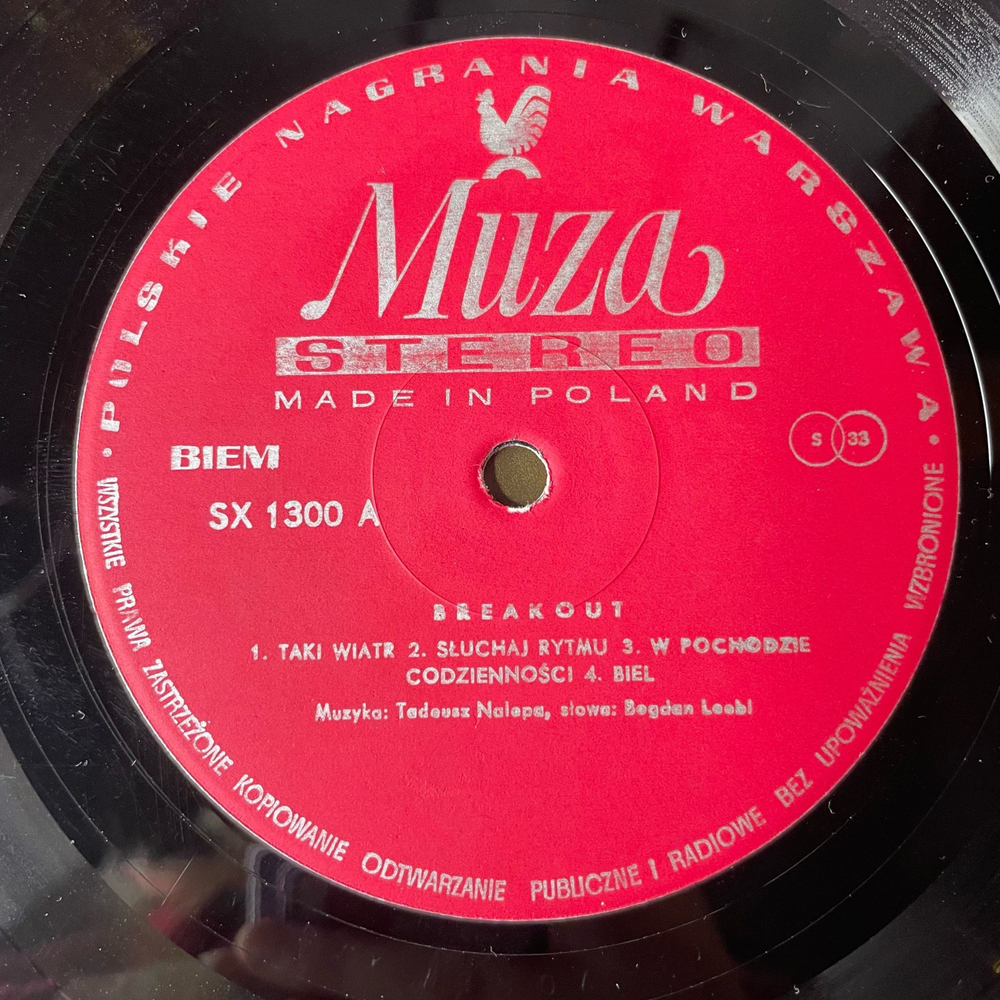 • POLSKIE NAGRANIA WARSZAWA •
Muza
STEREO
MADE IN POLAND
BIEM
S 33
SX 1300 A
BREAKOUT
1. TAKI WIATR 2. SŁUCHAJ RYTMU 3. W POCHODZIE
CODZIENNOŚCI 4. BIEL
Muzyka: Tadeusz Nalepa, słowa: Bogdan Loebl
WSZYSTKIE PRAWA ZASTRZEŻONE KOPIOWANIE ODTWARZANIE PUBLICZNE I RADIOWE BEZ UPOWAŻNIENIA WZBRONIONE